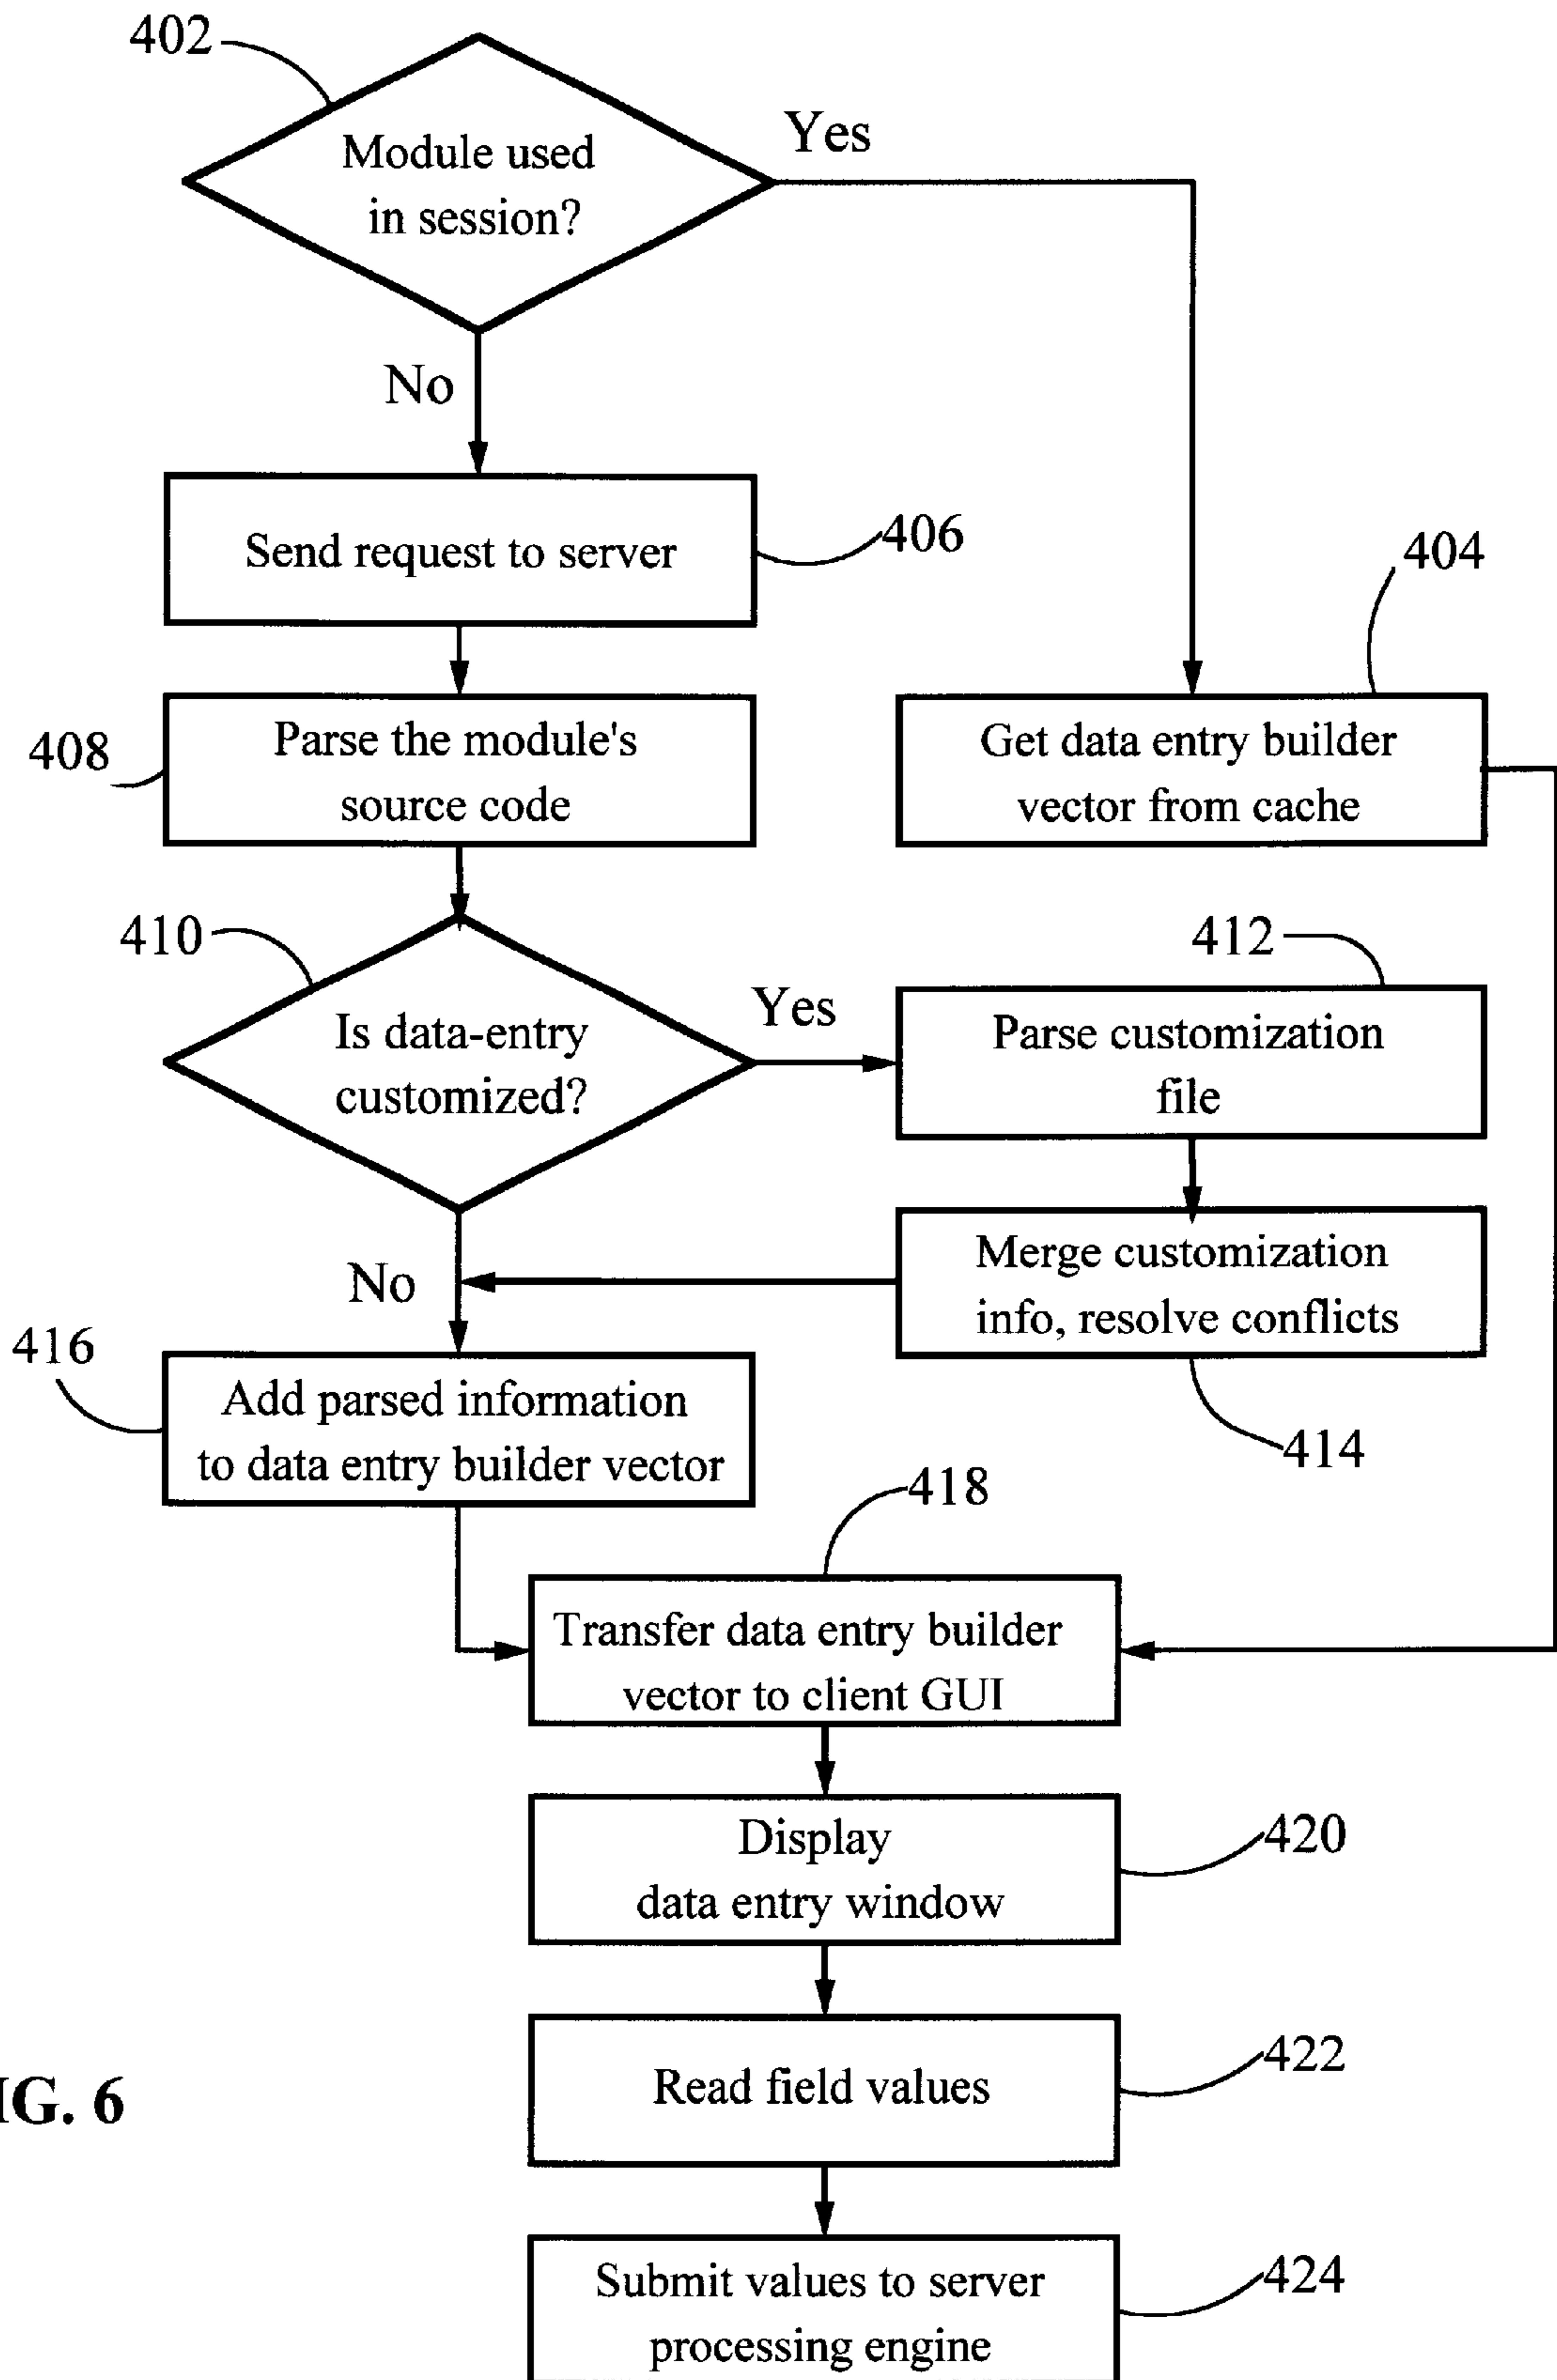 402
Module used
in session?
Yes
No
Send request to server
406
404
408
Parse the module's
source code
Get data entry builder
vector from cache
410
Is data-entry
customized?
Yes
412
Parse customization
file
No
Merge customization
info, resolve conflicts
414
416
Add parsed information
to data entry builder vector
418
Transfer data entry builder
vector to client GUI
Display
data entry window
420
Read field values
422
IG. 6
Submit values to server
processing engine
424